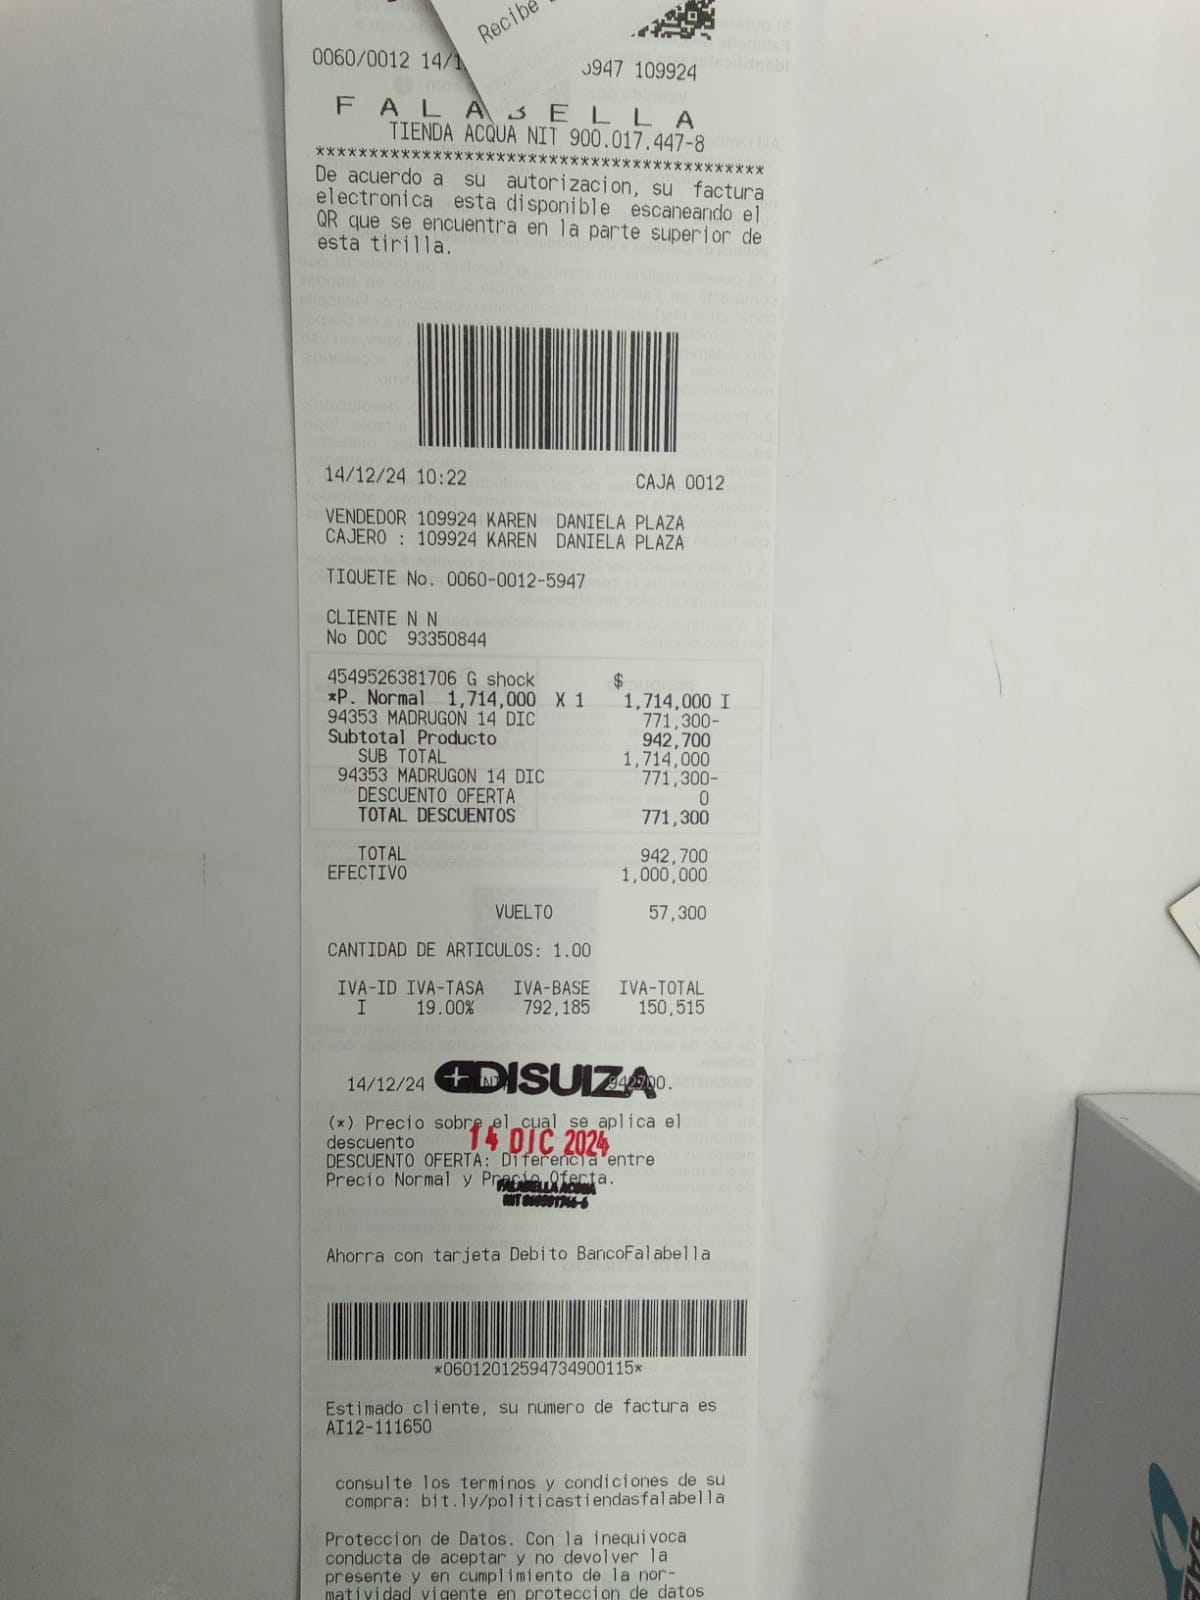 Recibe
0060/0012 14/1
5947 109924
FALABELLA
TIENDA ACQUA NIT 900.017.447-8
******************************************
De acuerdo a su autorizacion, su factura
electronica esta disponible escaneando el
QR que se encuentra en la parte superior de
esta tirilla.
14/12/24 10:22 CAJA 0012
VENDEDOR 109924 KAREN DANIELA PLAZA
CAJERO : 109924 KAREN DANIELA PLAZA
TIQUETE No. 0060-0012-5947
CLIENTE N N
No DOC 93350844
4549526381706 G shock $
*P. Normal 1,714,000 X 1 1,714,000 I
94353 MADRUGON 14 DIC 771,300-
Subtotal Producto 942,700
SUB TOTAL 1,714,000
94353 MADRUGON 14 DIC 771,300-
DESCUENTO OFERTA 0
TOTAL DESCUENTOS 771,300
TOTAL 942,700
EFECTIVO 1,000,000
VUELTO 57,300
CANTIDAD DE ARTICULOS: 1.00
IVA-ID IVA-TASA IVA-BASE IVA-TOTAL
I 19.00% 792,185 150,515
14/12/24 DISUIZA 942700.
(*) Precio sobre el cual se aplica el
descuento 14 DIC 2024
DESCUENTO OFERTA: Diferencia entre
Precio Normal y Precio Oferta.
FALABELLA ACQUA
Ahorra con tarjeta Debito BancoFalabella
*06012012594734900115*
Estimado cliente, su numero de factura es
AI12-111650
consulte los terminos y condiciones de su
compra: bit.ly/politicastiendasfalabella
Proteccion de Datos. Con la inequivoca
conducta de aceptar y no devolver la
presente y en cumplimiento de la nor-
matividad vigente en proteccion de datos